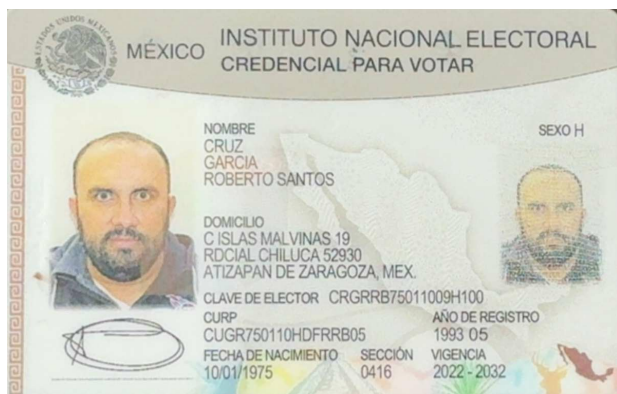 ESTADOS UNIDOS MEXICANOS
MÉXICO
INSTITUTO NACIONAL ELECTORAL
CREDENCIAL PARA VOTAR
NOMBRE
CRUZ
GARCIA
ROBERTO SANTOS
SEXO H
DOMICILIO
C ISLAS MALVINAS 19
RDCIAL CHILUCA 52930
ATIZAPAN DE ZARAGOZA, MEX.
CLAVE DE ELECTOR CRGRRB75011009H100
CURP
CUGR750110HDFRRB05
AÑO DE REGISTRO
1993 05
FECHA DE NACIMIENTO
10/01/1975
SECCIÓN
0416
VIGENCIA
2022 - 2032